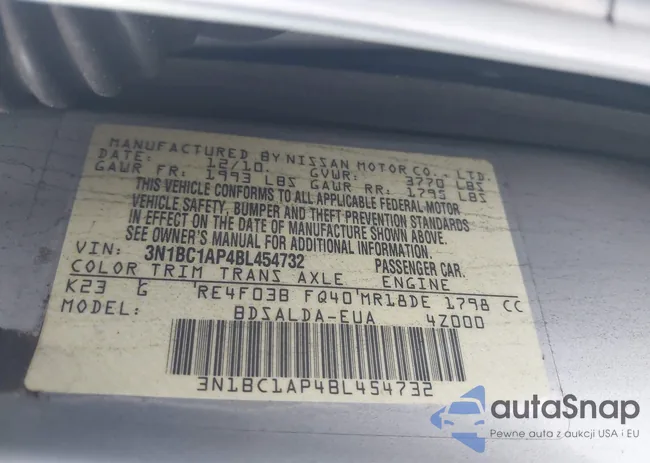 MANUFACTURED BY NISSAN MOTOR CO., LTD.
DATE: 12/10 GVWR: 3770 LBS
GAWR FR: 1993 LBS GAWR RR: 1795 LBS
THIS VEHICLE CONFORMS TO ALL APPLICABLE FEDERAL MOTOR
VEHICLE SAFETY, BUMPER AND THEFT PREVENTION STANDARDS
IN EFFECT ON THE DATE OF MANUFACTURE SHOWN ABOVE.
SEE OWNER'S MANUAL FOR ADDITIONAL INFORMATION.
VIN: 3N1BC1AP4BL454732 PASSENGER CAR.
COLOR TRIM TRANS AXLE ENGINE
K23 G RE4F03B FQ40 MR18DE 1798 CC
MODEL: BDSALDA-EUA 4Z000
3N1BC1AP4BL454732
autoSnap
Pewne auta z aukcji USA i EU